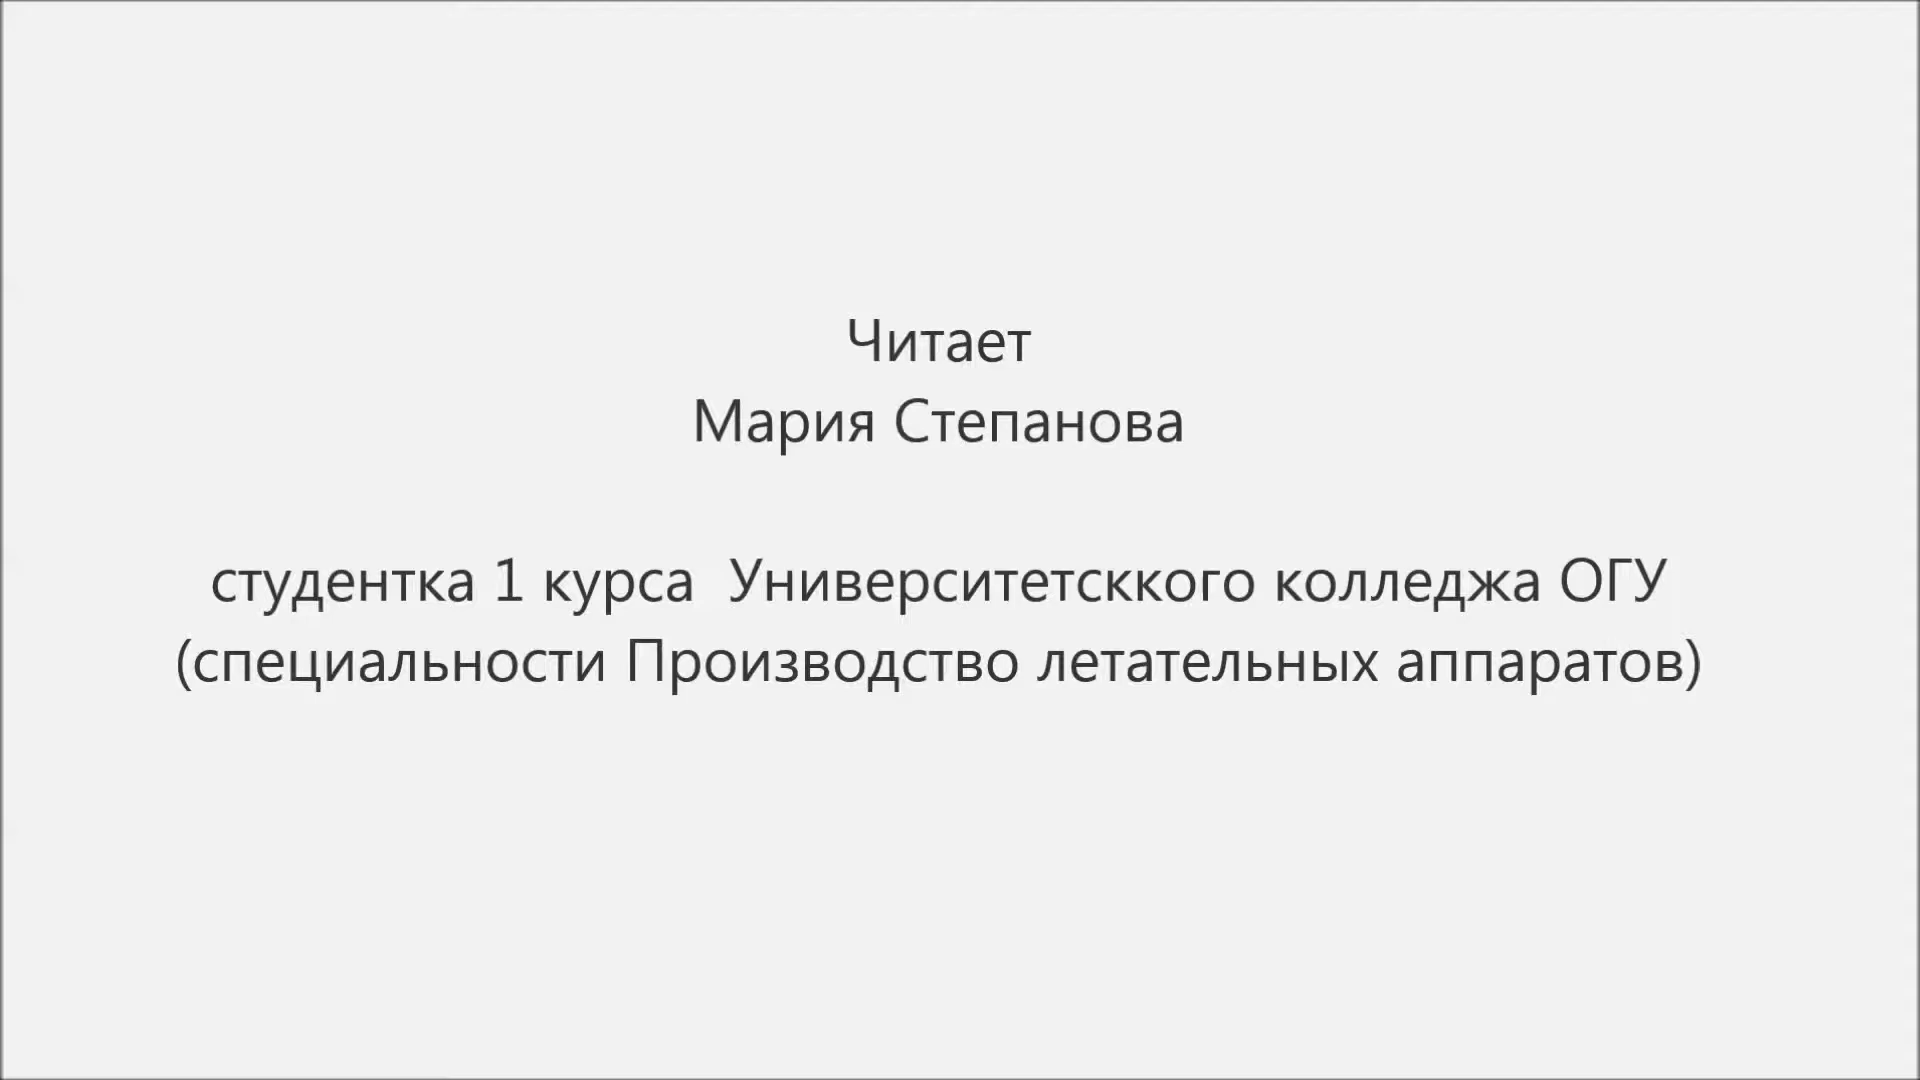 Читает
Мария Степанова
студентка 1 курса  Университетсккого колледжа ОГУ
(специальности Производство летательных аппаратов)